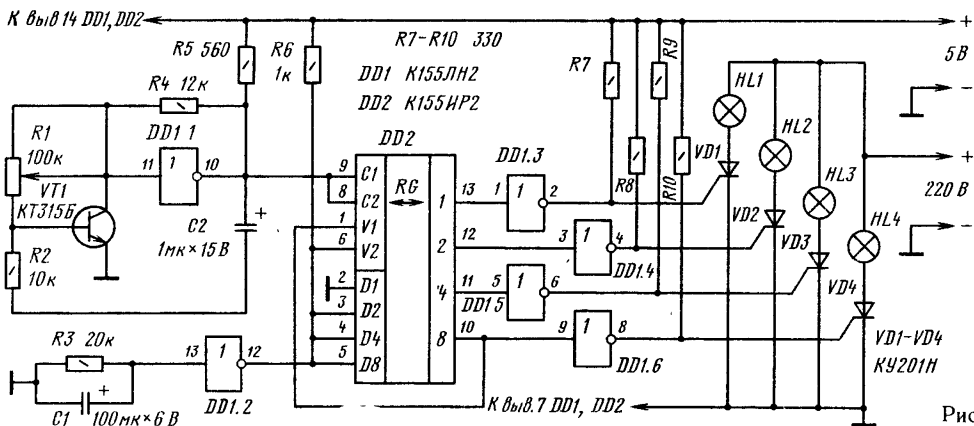 К выв 14 DD1, DD2
R5 560
R6
1к
R7-R10 330
DD1 К155ЛН2
DD2 К155ИР2
R4 12к
DD1 1
R1
100к
VT1
КТ315Б
R2
10к
11
1
10
C2
1мк×15 В
DD2
9
8
1
6
2
3
4
5
C1
C2
V1
V2
D1
D2
D4
D8
RG
1
2
4
8
13
12
11
10
R7
R9
R8
R10
DD1.3
1
1
2
3
1
4
DD1.4
5
1
6
DD1 5
9
1
8
DD1.6
HL1
HL2
HL3
HL4
VD1
VD2
VD3
VD4
VD1-VD4
КУ201Н
+
5В
-
+
220 В
-
R3 20к
C1
+
100мк×6 В
13
1
12
DD1.2
+
К выв.7 DD1, DD2
Рис